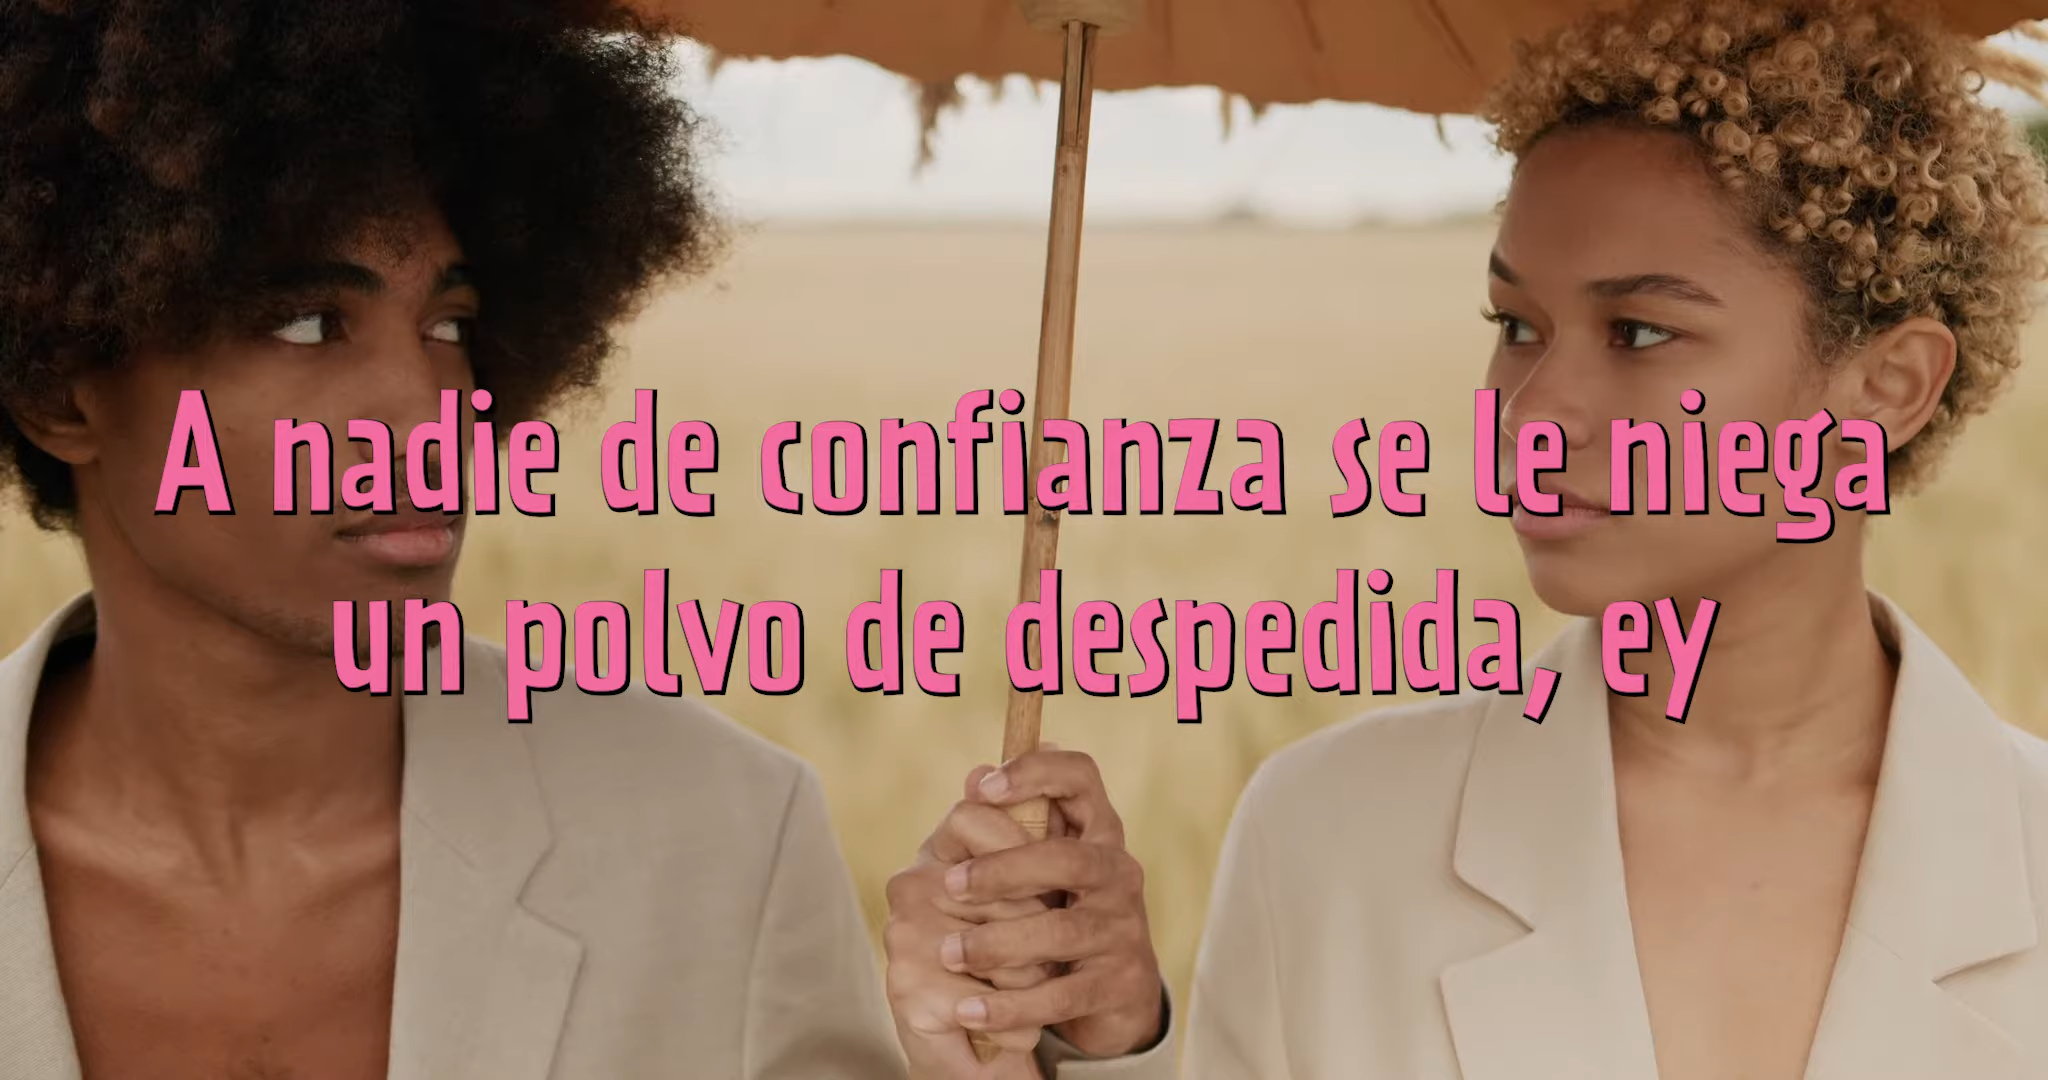 A nadie de confianza se le niega
un polvo de despedida, ey